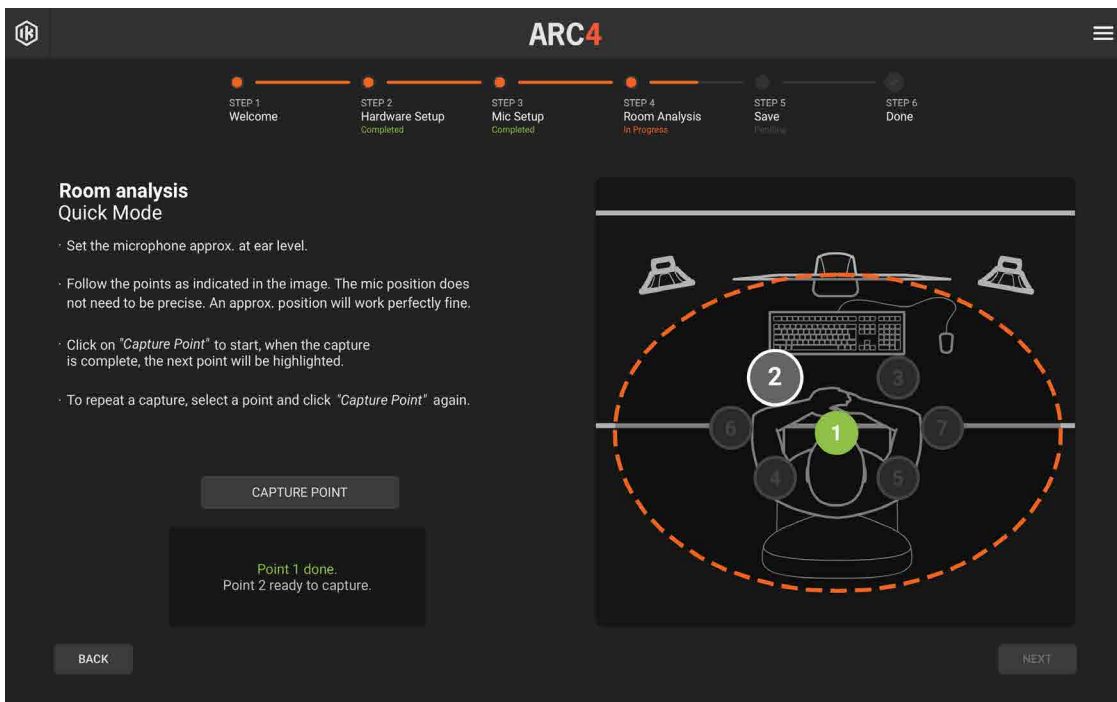 ARC4
STEP 1
Welcome
STEP 2
Hardware Setup
Completed
STEP 3
Mic Setup
Completed
STEP 4
Room Analysis
In Progress
STEP 5
Save
Pending
STEP 6
Done
Room analysis
Quick Mode
· Set the microphone approx. at ear level.
· Follow the points as indicated in the image. The mic position does
not need to be precise. An approx. position will work perfectly fine.
· Click on "Capture Point" to start, when the capture
is complete, the next point will be highlighted.
· To repeat a capture, select a point and click "Capture Point" again.
CAPTURE POINT
Point 1 done.
Point 2 ready to capture.
2
3
6
1
7
4
5
BACK
NEXT